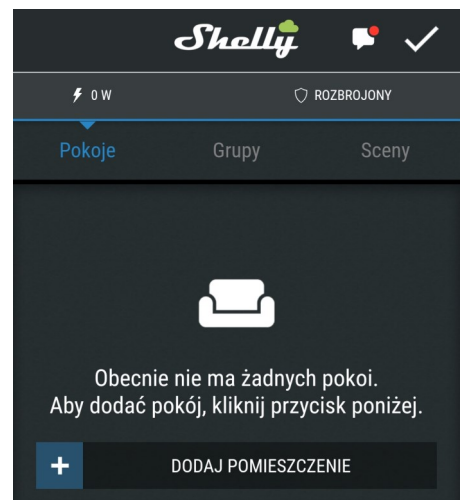 Shelly
0 W
ROZBROJONY
Pokoje
Grupy
Sceny
Obecnie nie ma żadnych pokoi.
Aby dodać pokój, kliknij przycisk poniżej.
+ DODAJ POMIESZCZENIE